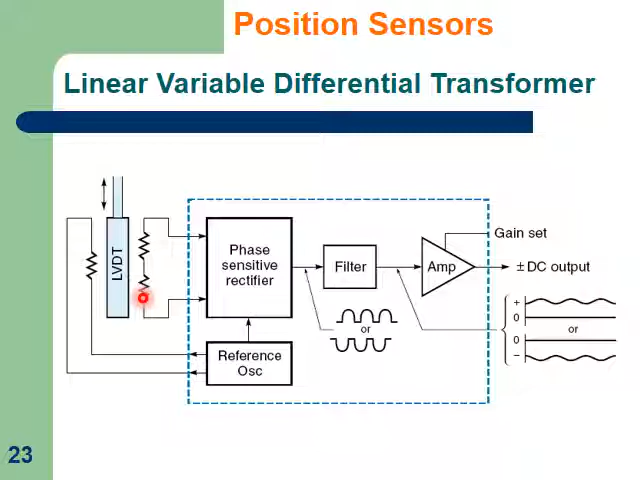 Position Sensors
Linear Variable Differential Transformer
LVDT
Phase
sensitive
rectifier
Filter
Amp
Gain set
± DC output
or
+
0
or
0
−
Reference
Osc
23